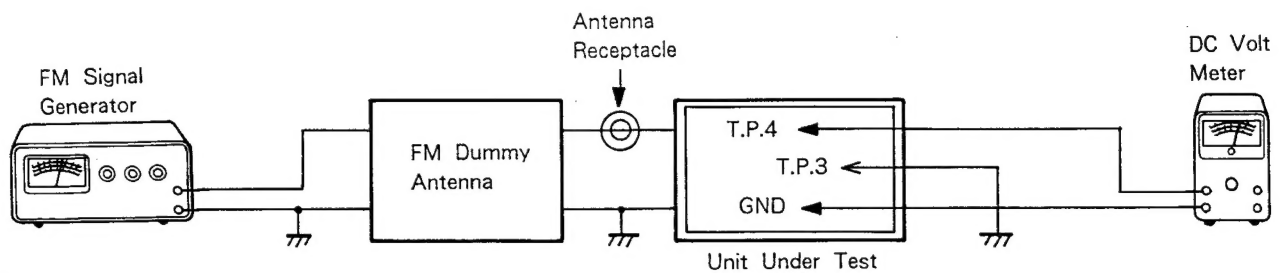 FM Signal
Generator
FM Dummy
Antenna
Antenna
Receptacle
T.P.4
T.P.3
GND
Unit Under Test
DC Volt
Meter